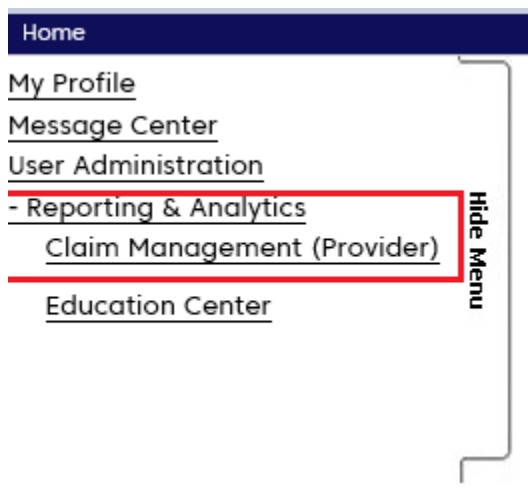 Home
My Profile
Message Center
User Administration
- Reporting & Analytics
Claim Management (Provider)
Education Center
Hide Menu